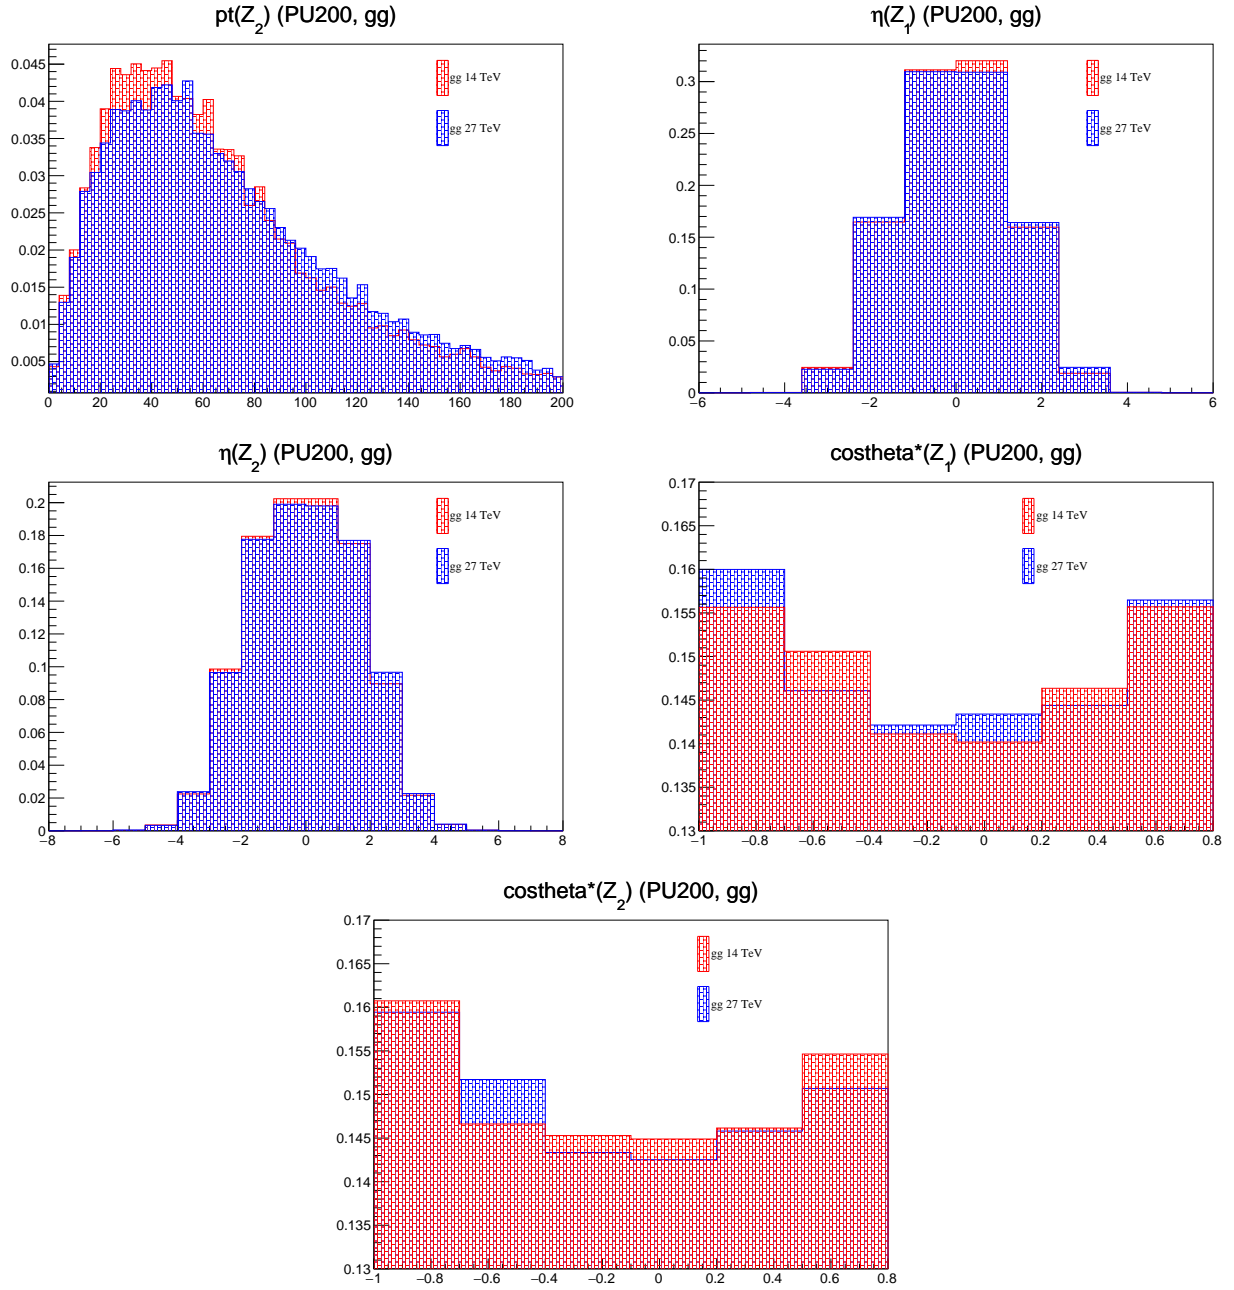 pt(Z2) (PU200, gg)
0.045
0.04
0.035
0.03
0.025
0.02
0.015
0.01
0.005
0 20 40 60 80 100 120 140 160 180 200
gg 14 TeV
gg 27 TeV
η(Z1) (PU200, gg)
0.3
0.25
0.2
0.15
0.1
0.05
0
−6 −4 −2 0 2 4 6
gg 14 TeV
gg 27 TeV
η(Z2) (PU200, gg)
0.2
0.18
0.16
0.14
0.12
0.1
0.08
0.06
0.04
0.02
0
−8 −6 −4 −2 0 2 4 6 8
gg 14 TeV
gg 27 TeV
costheta*(Z1) (PU200, gg)
0.17
0.165
0.16
0.155
0.15
0.145
0.14
0.135
0.13
−1 −0.8 −0.6 −0.4 −0.2 0 0.2 0.4 0.6 0.8
gg 14 TeV
gg 27 TeV
costheta*(Z2) (PU200, gg)
0.17
0.165
0.16
0.155
0.15
0.145
0.14
0.135
0.13
−1 −0.8 −0.6 −0.4 −0.2 0 0.2 0.4 0.6 0.8
gg 14 TeV
gg 27 TeV